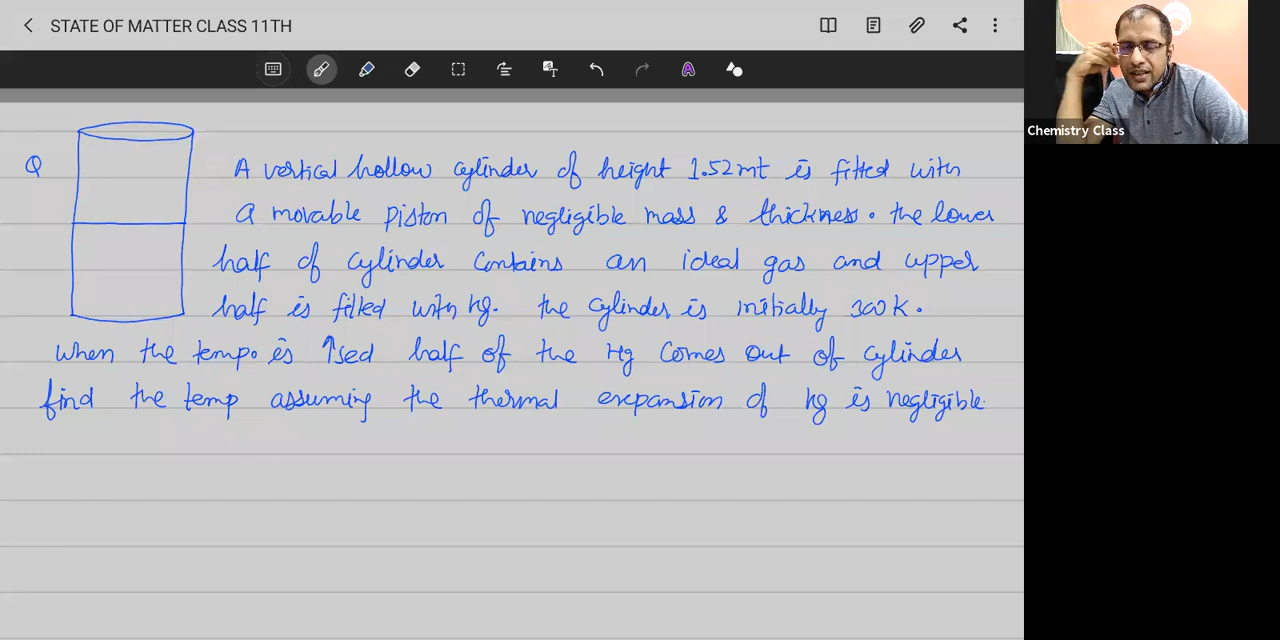 STATE OF MATTER CLASS 11TH
Chemistry Class
Q A vertical hollow cylinder of height 1.52mt is fitted with
a movable piston of negligible mass & thickness. the lower
half of cylinder contains an ideal gas and upper
half is filled with hg. the cylinder is initially 300K.
when the temp. is ↑sed half of the Hg comes out of cylinder
find the temp assuming the thermal expansion of hg is negligible.